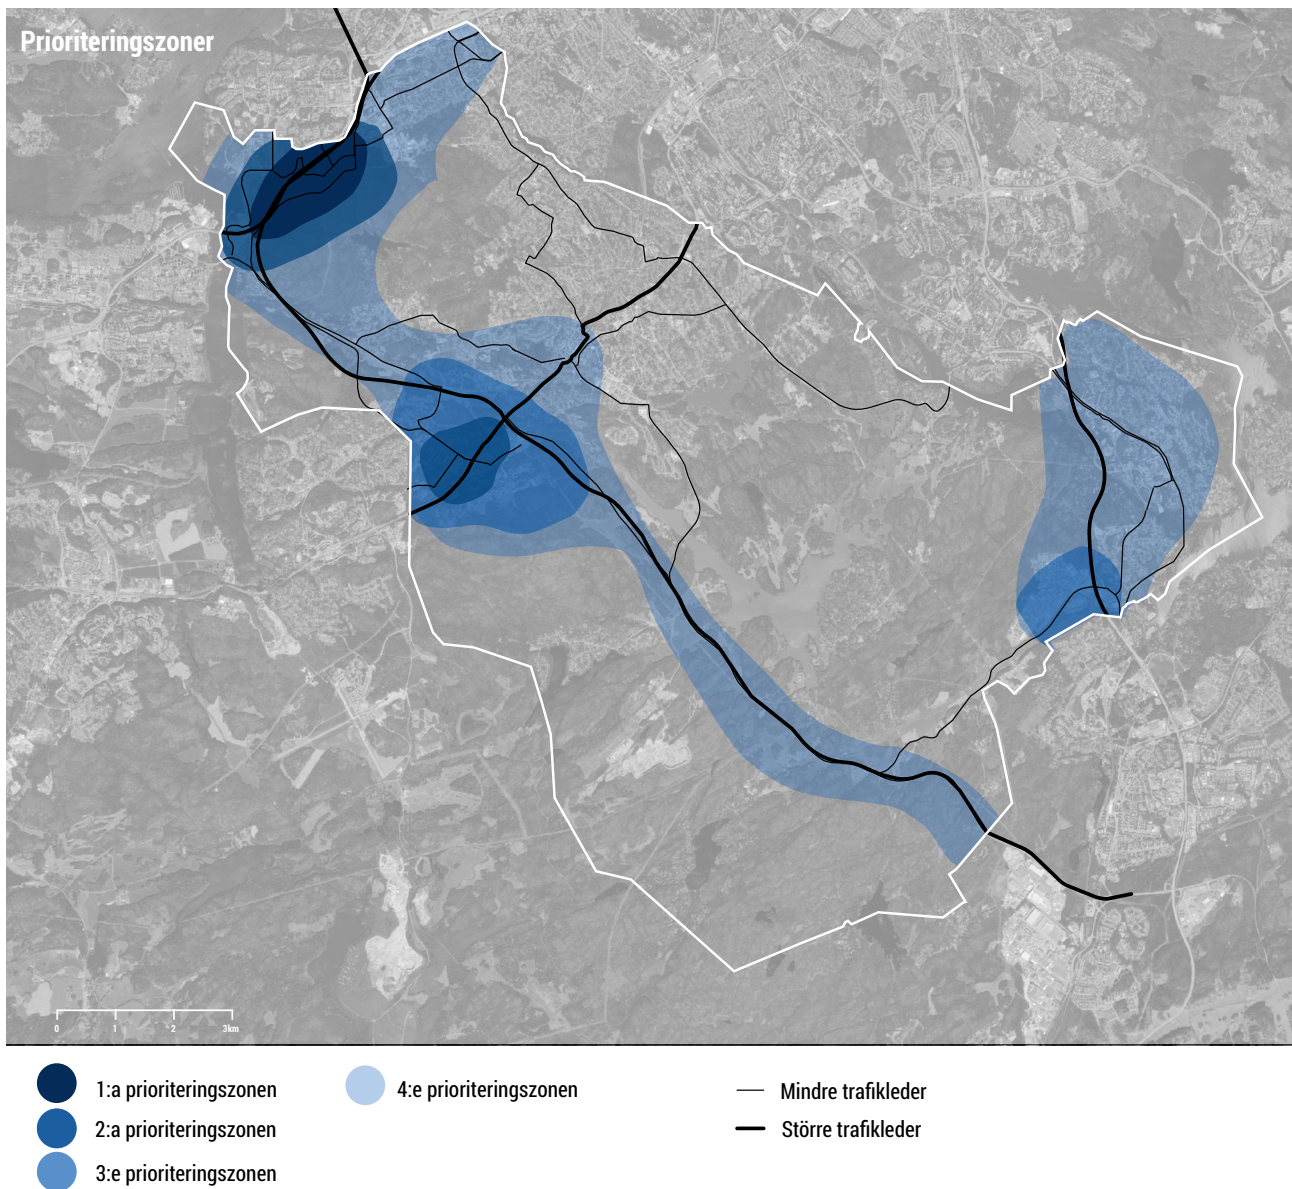 Prioriteringszoner
0 1 2 3km
1:a prioriteringszonen
2:a prioriteringszonen
3:e prioriteringszonen
4:e prioriteringszonen
Mindre trafikleder
Större trafikleder